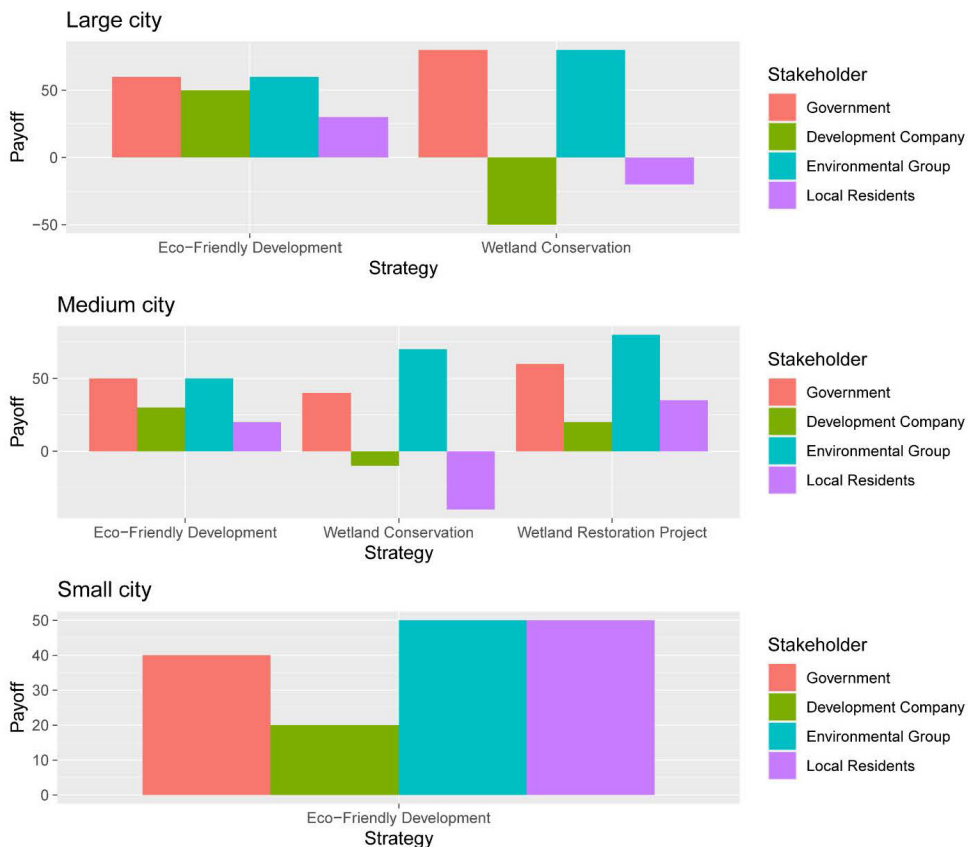 Large city
50
0
−50
Payoff
Eco−Friendly Development
Wetland Conservation
Strategy
Stakeholder
Government
Development Company
Environmental Group
Local Residents
Medium city
50
0
Payoff
Eco−Friendly Development
Wetland Conservation
Wetland Restoration Project
Strategy
Stakeholder
Government
Development Company
Environmental Group
Local Residents
Small city
50
40
30
20
10
0
Payoff
Eco−Friendly Development
Strategy
Stakeholder
Government
Development Company
Environmental Group
Local Residents